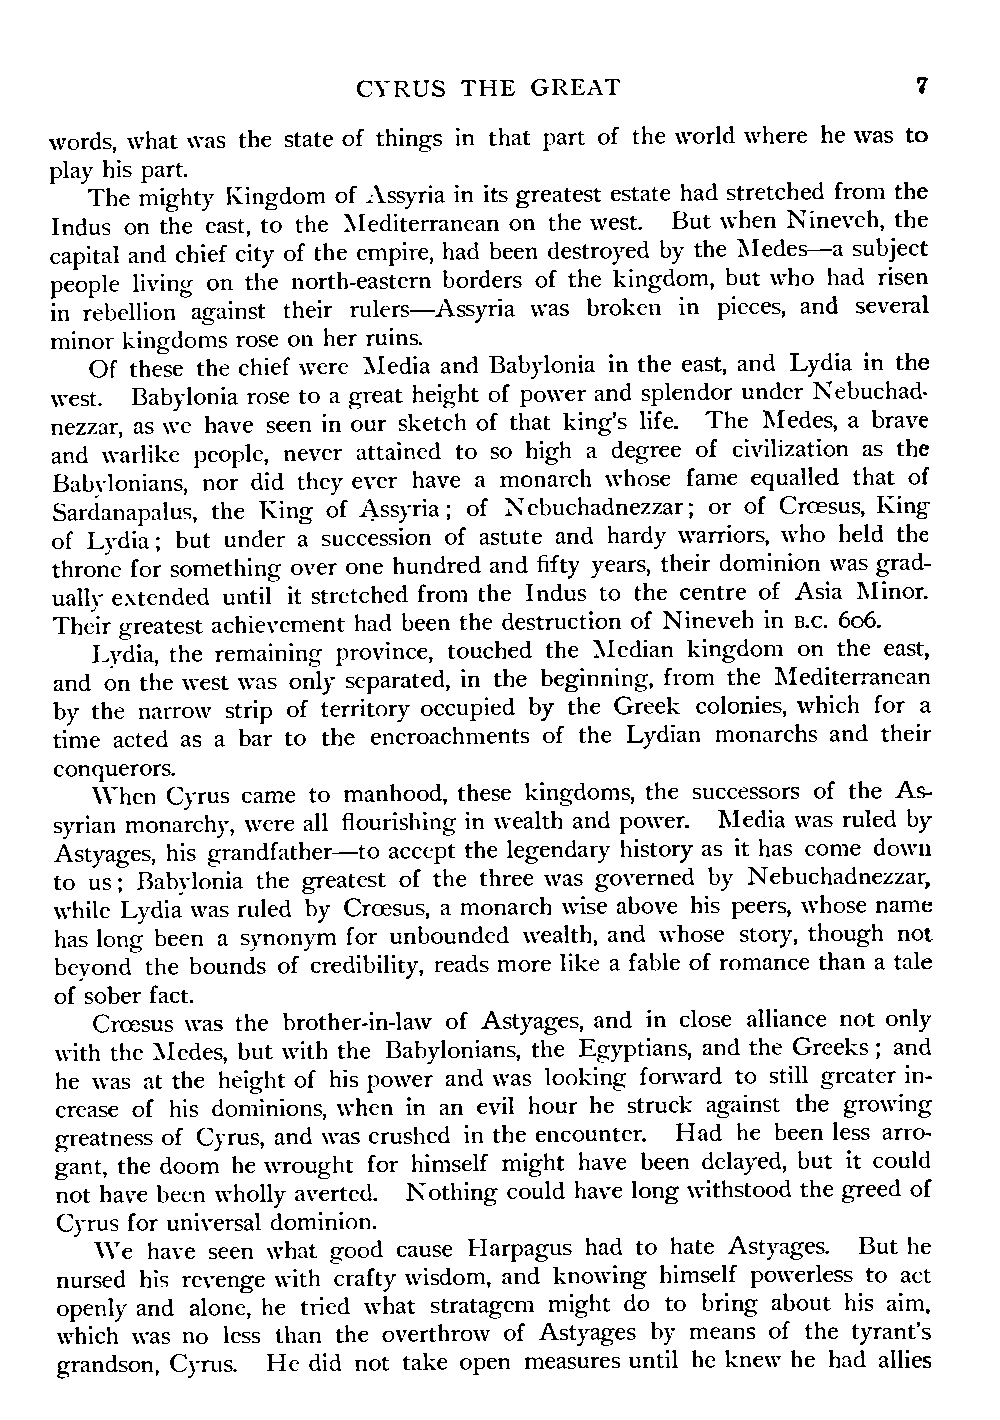 CYRUS THE GREAT 7
words, what was the state of things in that part of the world where he was to
play his part.
The mighty Kingdom of Assyria in its greatest estate had stretched from the
Indus on the east, to the Mediterranean on the west. But when Nineveh, the
capital and chief city of the empire, had been destroyed by the Medes—a subject
people living on the north-eastern borders of the kingdom, but who had risen
in rebellion against their rulers—Assyria was broken in pieces, and several
minor kingdoms rose on her ruins.
Of these the chief were Media and Babylonia in the east, and Lydia in the
west. Babylonia rose to a great height of power and splendor under Nebuchad-
nezzar, as we have seen in our sketch of that king's life. The Medes, a brave
and warlike people, never attained to so high a degree of civilization as the
Babylonians, nor did they ever have a monarch whose fame equalled that of
Sardanapalus, the King of Assyria; of Nebuchadnezzar; or of Crœsus, King
of Lydia; but under a succession of astute and hardy warriors, who held the
throne for something over one hundred and fifty years, their dominion was grad-
ually extended until it stretched from the Indus to the centre of Asia Minor.
Their greatest achievement had been the destruction of Nineveh in B.C. 606.
Lydia, the remaining province, touched the Median kingdom on the east,
and on the west was only separated, in the beginning, from the Mediterranean
by the narrow strip of territory occupied by the Greek colonies, which for a
time acted as a bar to the encroachments of the Lydian monarchs and their
conquerors.
When Cyrus came to manhood, these kingdoms, the successors of the As-
syrian monarchy, were all flourishing in wealth and power. Media was ruled by
Astyages, his grandfather—to accept the legendary history as it has come down
to us; Babylonia the greatest of the three was governed by Nebuchadnezzar,
while Lydia was ruled by Crœsus, a monarch wise above his peers, whose name
has long been a synonym for unbounded wealth, and whose story, though not
beyond the bounds of credibility, reads more like a fable of romance than a tale
of sober fact.
Crœsus was the brother-in-law of Astyages, and in close alliance not only
with the Medes, but with the Babylonians, the Egyptians, and the Greeks; and
he was at the height of his power and was looking forward to still greater in-
crease of his dominions, when in an evil hour he struck against the growing
greatness of Cyrus, and was crushed in the encounter. Had he been less arro-
gant, the doom he wrought for himself might have been delayed, but it could
not have been wholly averted. Nothing could have long withstood the greed of
Cyrus for universal dominion.
We have seen what good cause Harpagus had to hate Astyages. But he
nursed his revenge with crafty wisdom, and knowing himself powerless to act
openly and alone, he tried what stratagem might do to bring about his aim,
which was no less than the overthrow of Astyages by means of the tyrant's
grandson, Cyrus. He did not take open measures until he knew he had allies